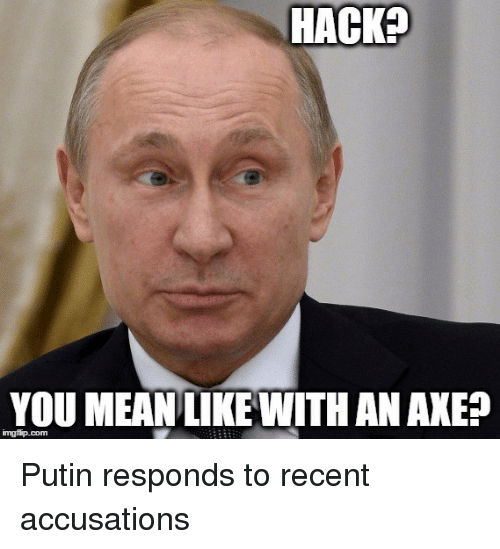 HACK?
YOU MEAN LIKE WITH AN AXE?
imgflip.com
Putin responds to recent
accusations